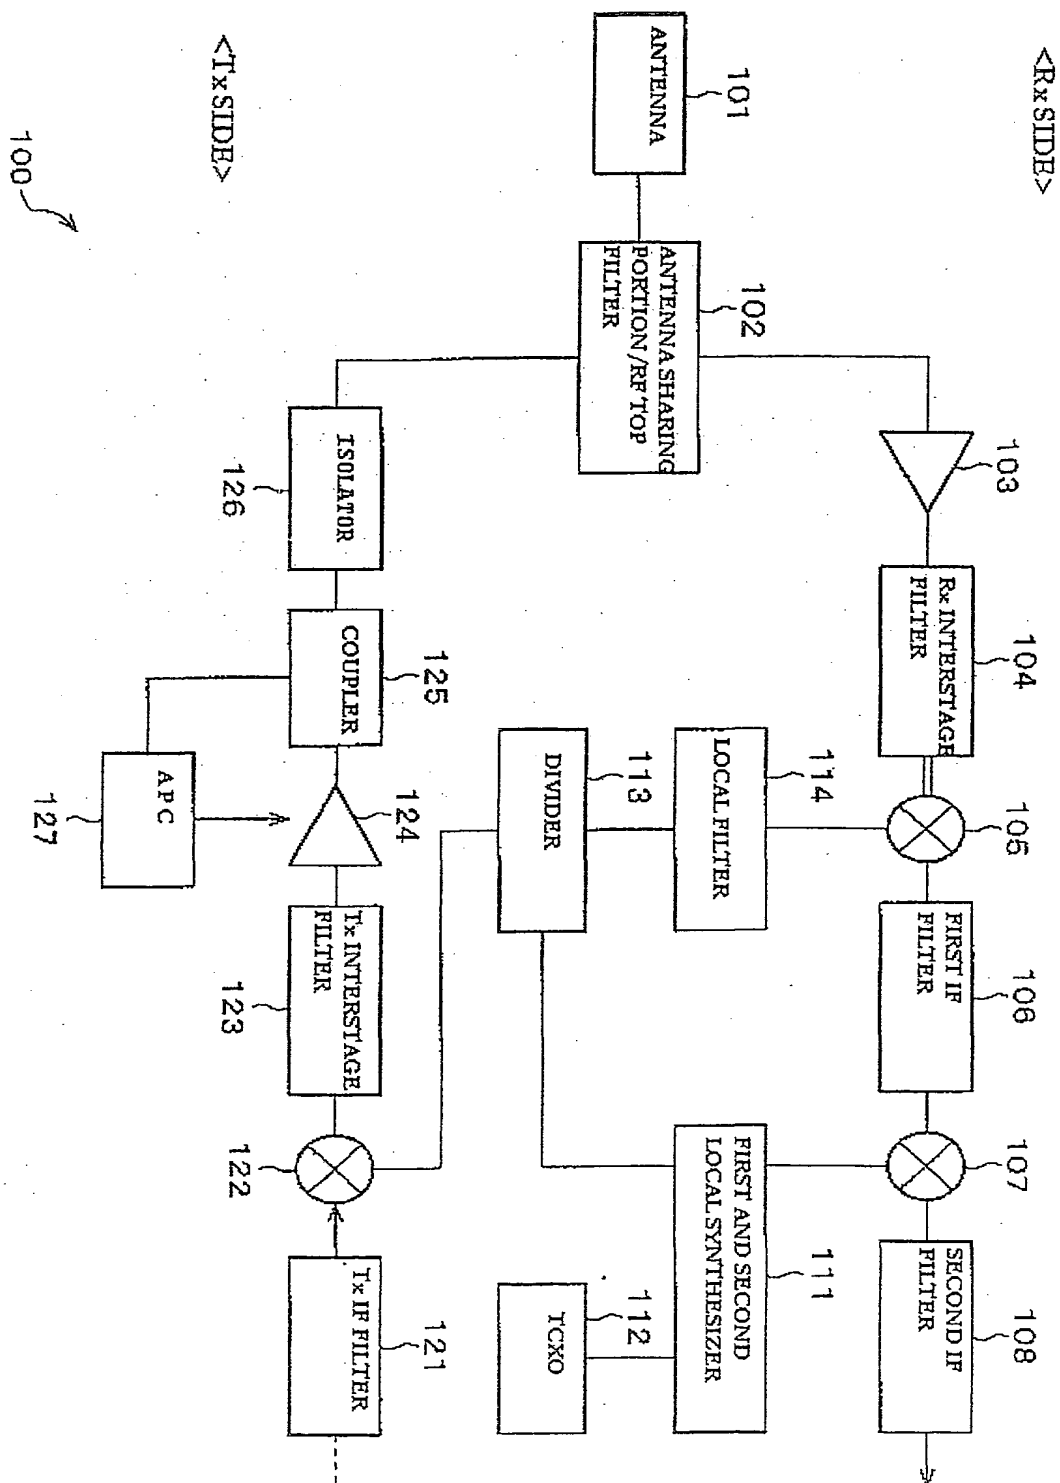 <Rx SIDE>
101
ANTENNA
102
ANTENNA SHARING
PORTION/RF TOP
FILTER
103
104
Rx INTERSTAGE
FILTER
105
106
FIRST IF
FILTER
107
108
SECOND IF
FILTER
114
LOCAL FILTER
113
DIVIDER
111
FIRST AND SECOND
LOCAL SYNTHESIZER
112
TCXO
<Tx SIDE>
ISOLATOR
126
COUPLER
125
124
Tx INTERSTAGE
FILTER
123
122
Tx IF FILTER
121
APC
127
100